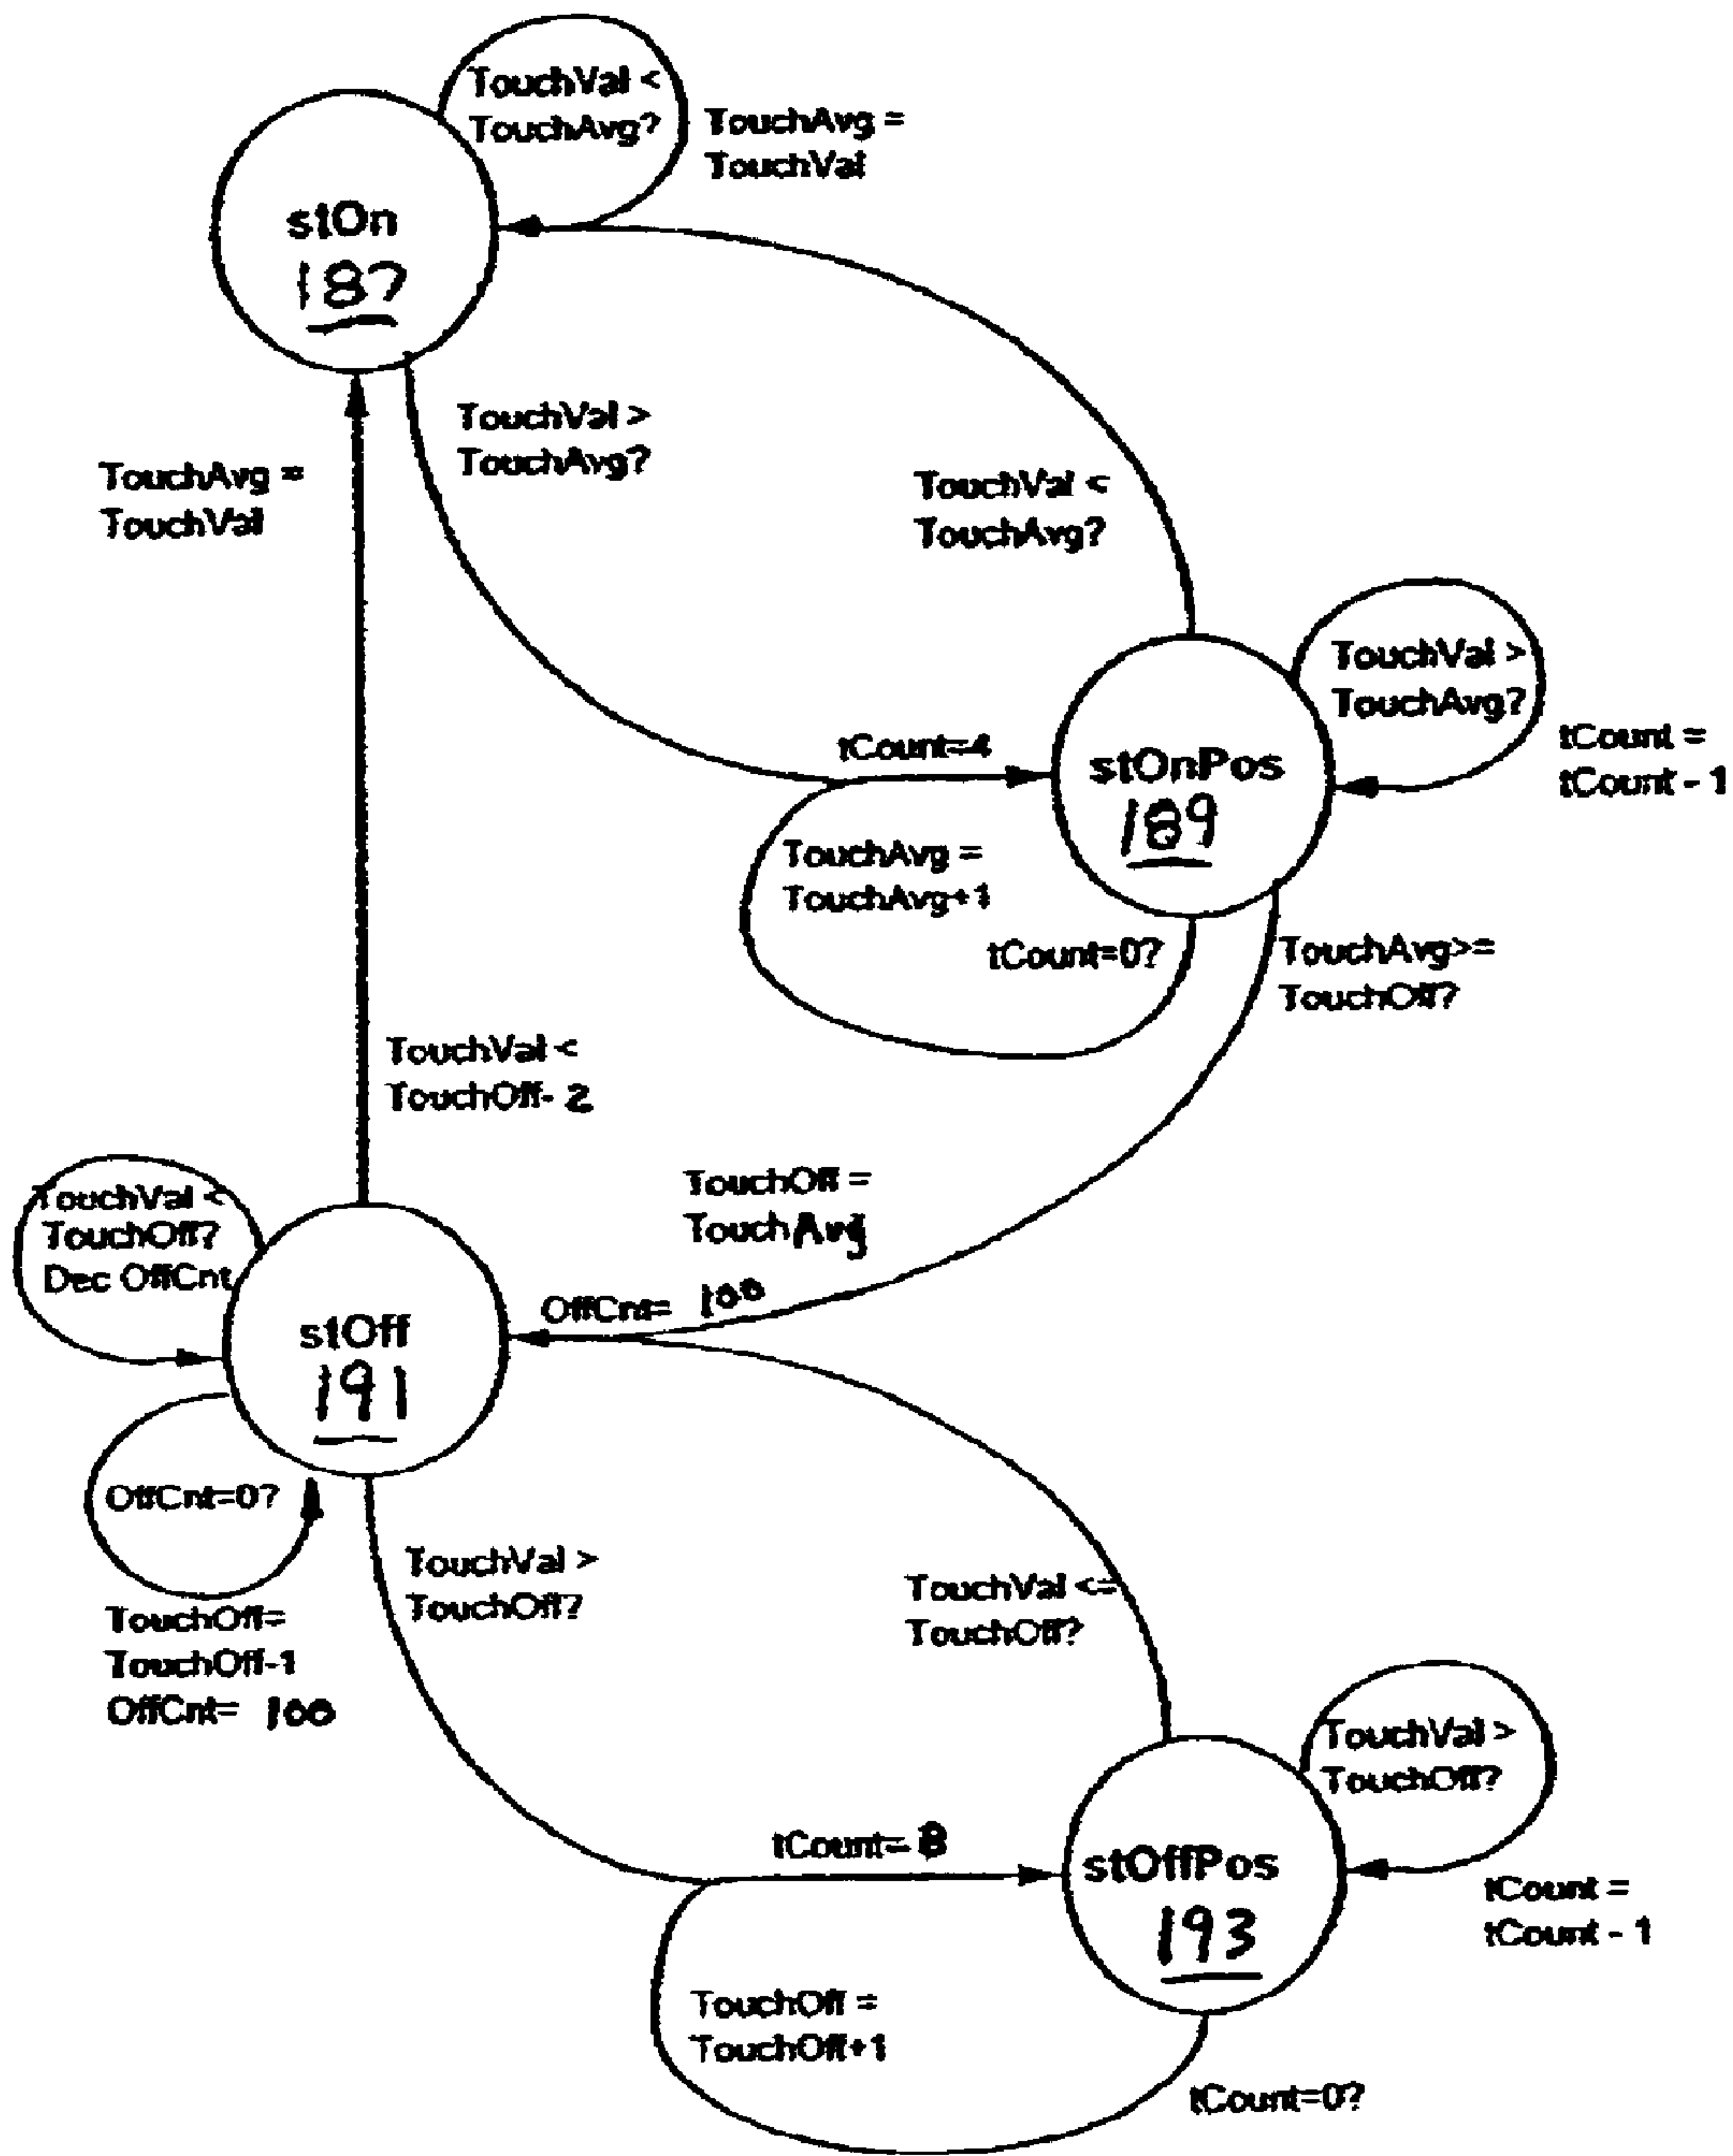 TouchVal <
TouchAvg?
TouchAvg =
TouchVal
stOn
187
TouchVal >
TouchAvg?
TouchAvg =
TouchVal
TouchVal <
TouchAvg?
TouchVal >
TouchAvg?
tCount =
tCount - 1
tCount=4
stOnPos
189
TouchAvg =
TouchAvg+1
tCount=0?
TouchAvg>=
TouchOff?
TouchVal <
TouchOff- 2
TouchOff =
TouchAvg
OffCnt= 100
TouchVal <
TouchOff?
Dec OffCnt
stOff
191
OffCnt=0?
TouchOff=
TouchOff-1
OffCnt= 100
TouchVal >
TouchOff?
TouchVal <=
TouchOff?
TouchVal >
TouchOff?
tCount =
tCount - 1
tCount=
stOffPos
193
TouchOff =
TouchOff+1
tCount=0?